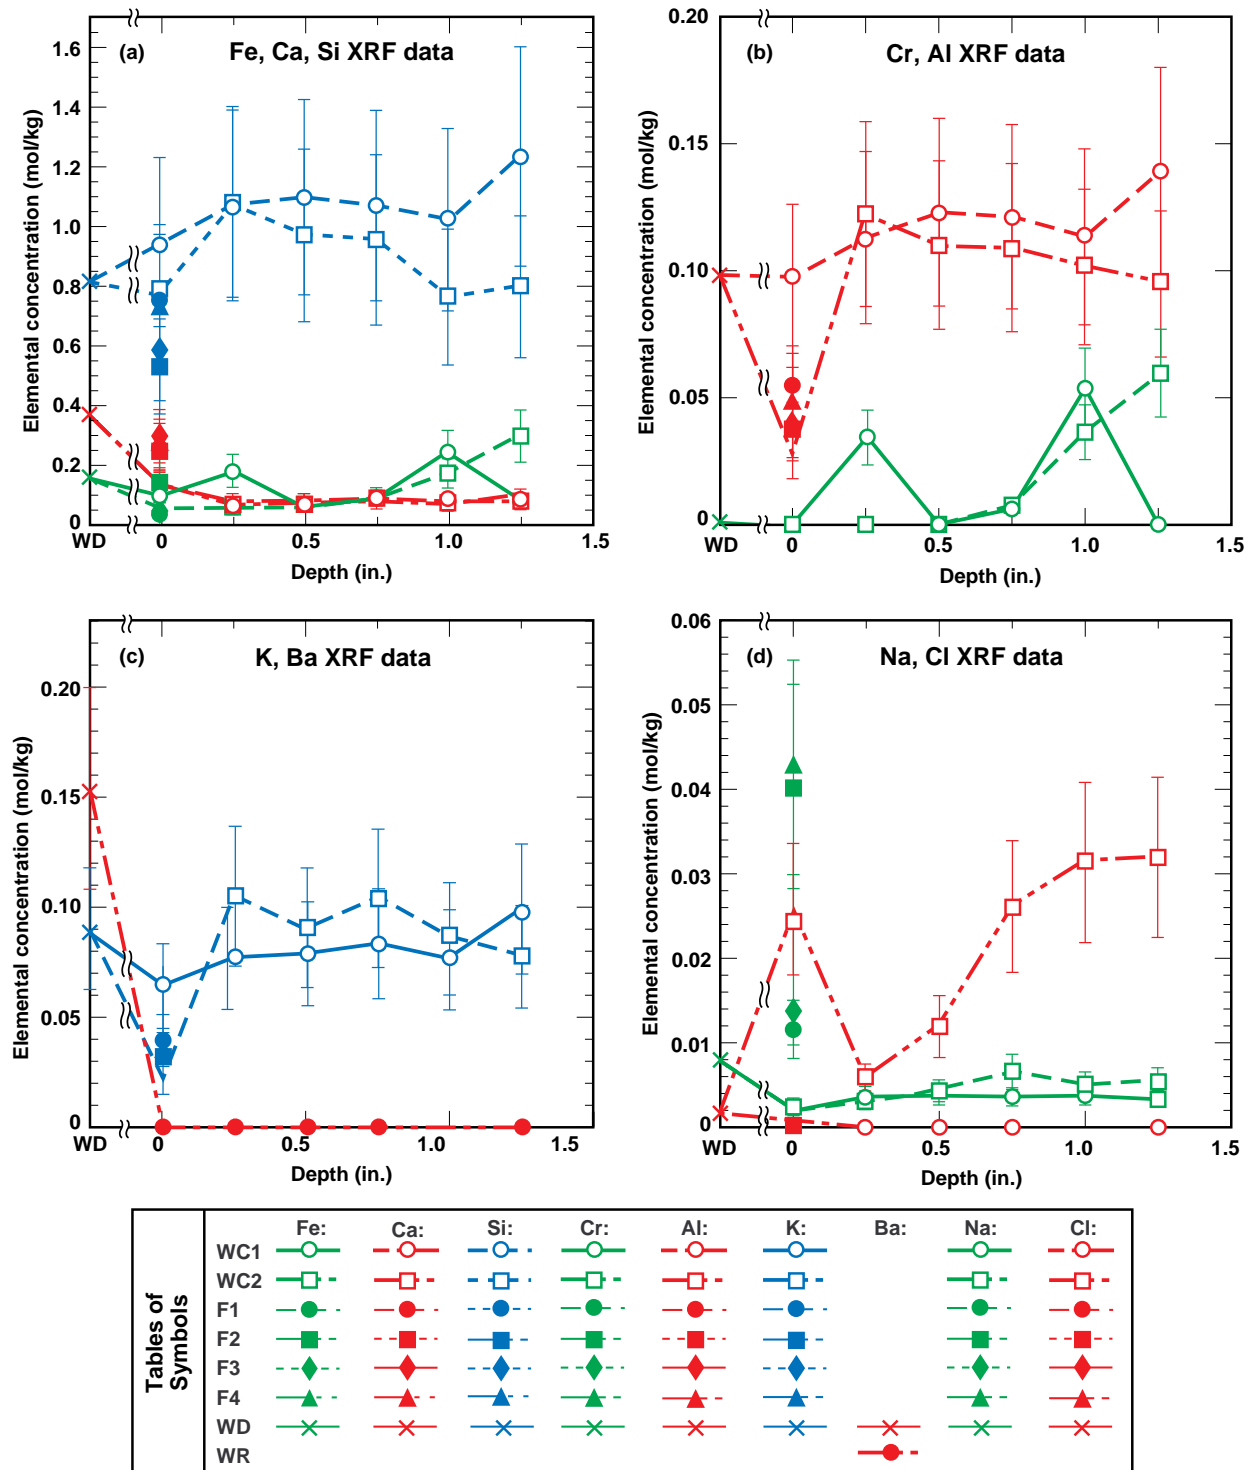 (a) Fe, Ca, Si XRF data
Elemental concentration (mol/kg)
1.6
1.4
1.2
1.0
0.8
0.6
0.4
0.2
0
WD 0 0.5 1.0 1.5
Depth (in.)
(b) Cr, Al XRF data
Elemental concentration (mol/kg)
0.20
0.15
0.10
0.05
0
WD 0 0.5 1.0 1.5
Depth (in.)
(c) K, Ba XRF data
Elemental concentration (mol/kg)
0.20
0.15
0.10
0.05
0
WD 0 0.5 1.0 1.5
Depth (in.)
(d) Na, Cl XRF data
Elemental concentration (mol/kg)
0.06
0.05
0.04
0.03
0.02
0.01
0
WD 0 0.5 1.0 1.5
Depth (in.)
Tables of
Symbols
Fe: Ca: Si: Cr: Al: K: Ba: Na: Cl:
WC1
WC2
F1
F2
F3
F4
WD
WR